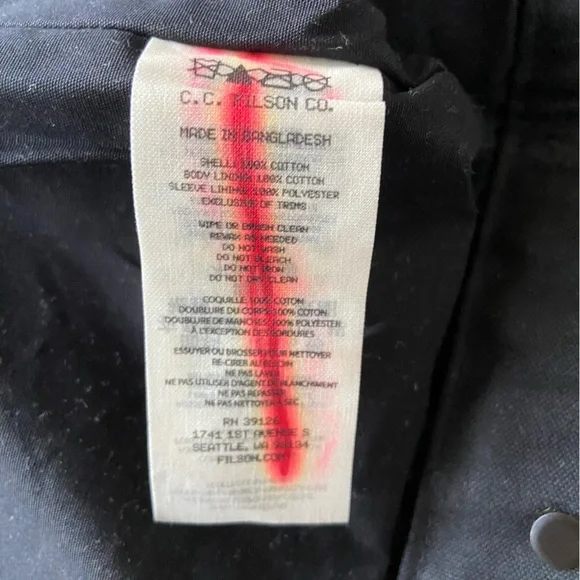 C.C. FILSON CO.
MADE IN BANGLADESH
SHELL: 100% COTTON
BODY LINING: 100% COTTON
SLEEVE LINING: 100% POLYESTER
EXCLUSIVE OF TRIMS
WIPE OR BRUSH CLEAN
REWAX AS NEEDED
DO NOT WASH
DO NOT BLEACH
DO NOT IRON
DO NOT DRY CLEAN
COQUILLE: 100% COTON
DOUBLURE DU CORPS: 100% COTON
DOUBLURE DE MANCHES: 100% POLYESTER
À L'EXCEPTION DES BORDURES
ESSUYER OU BROSSER POUR NETTOYER
RE-CIRER AU BESOIN
NE PAS LAVER
NE PAS UTILISER D'AGENT DE BLANCHIMENT
NE PAS REPASSER
NE PAS NETTOYER À SEC
RN 39126
1741 1ST AVENUE S
SEATTLE, WA 98134
FILSON.COM